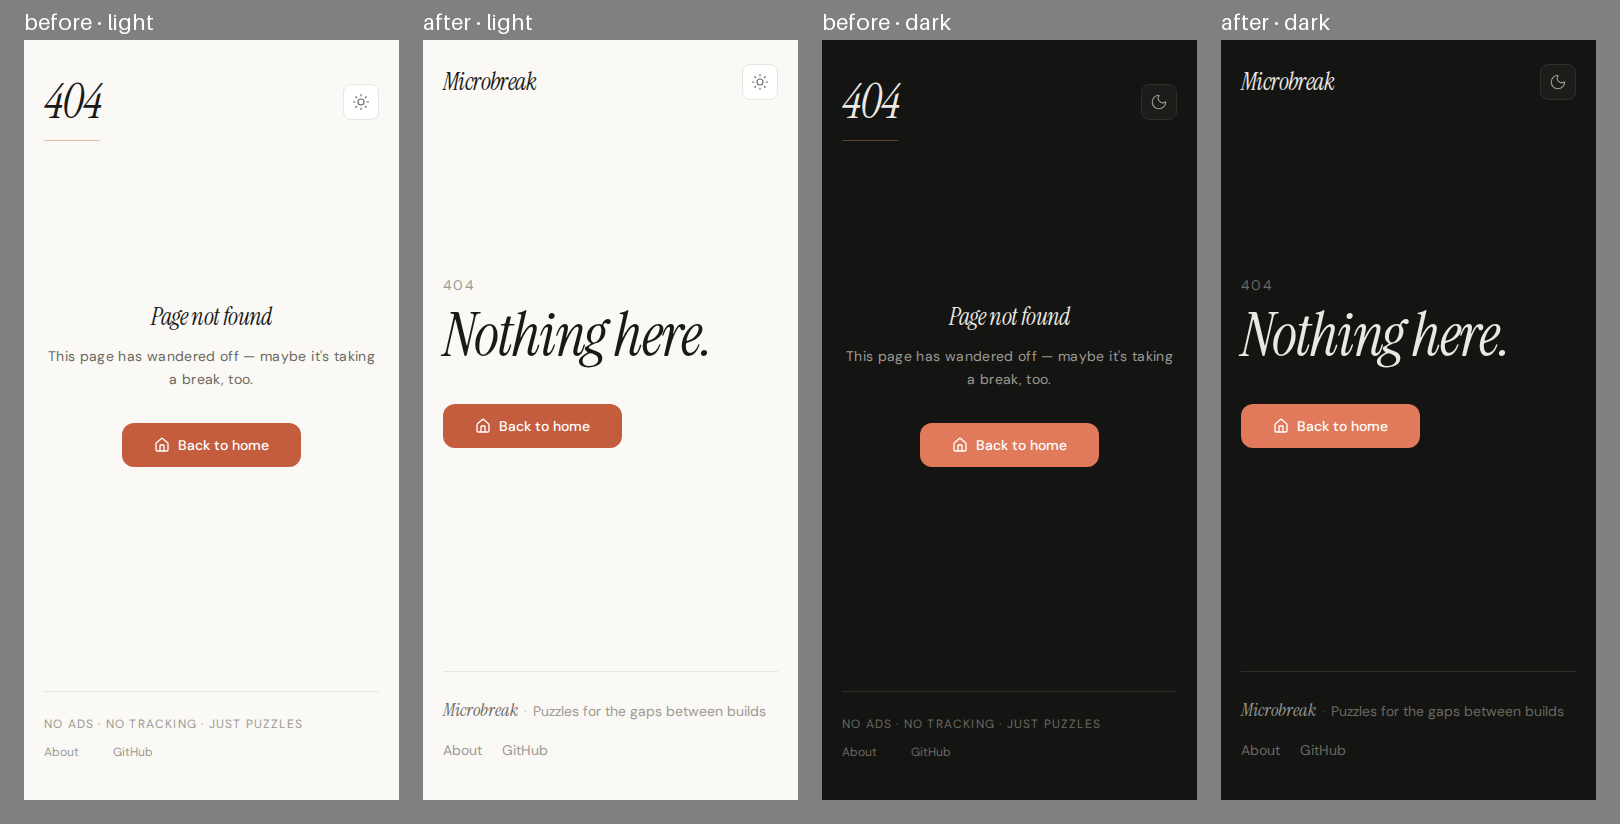 before · light
404
Page not found
This page has wandered off — maybe it's taking
a break, too.
Back to home
NO ADS · NO TRACKING · JUST PUZZLES
About GitHub
after · light
Microbreak
404
Nothing here.
Back to home
Microbreak · Puzzles for the gaps between builds
About GitHub
before · dark
404
Page not found
This page has wandered off — maybe it's taking
a break, too.
Back to home
NO ADS · NO TRACKING · JUST PUZZLES
About GitHub
after · dark
Microbreak
404
Nothing here.
Back to home
Microbreak · Puzzles for the gaps between builds
About GitHub